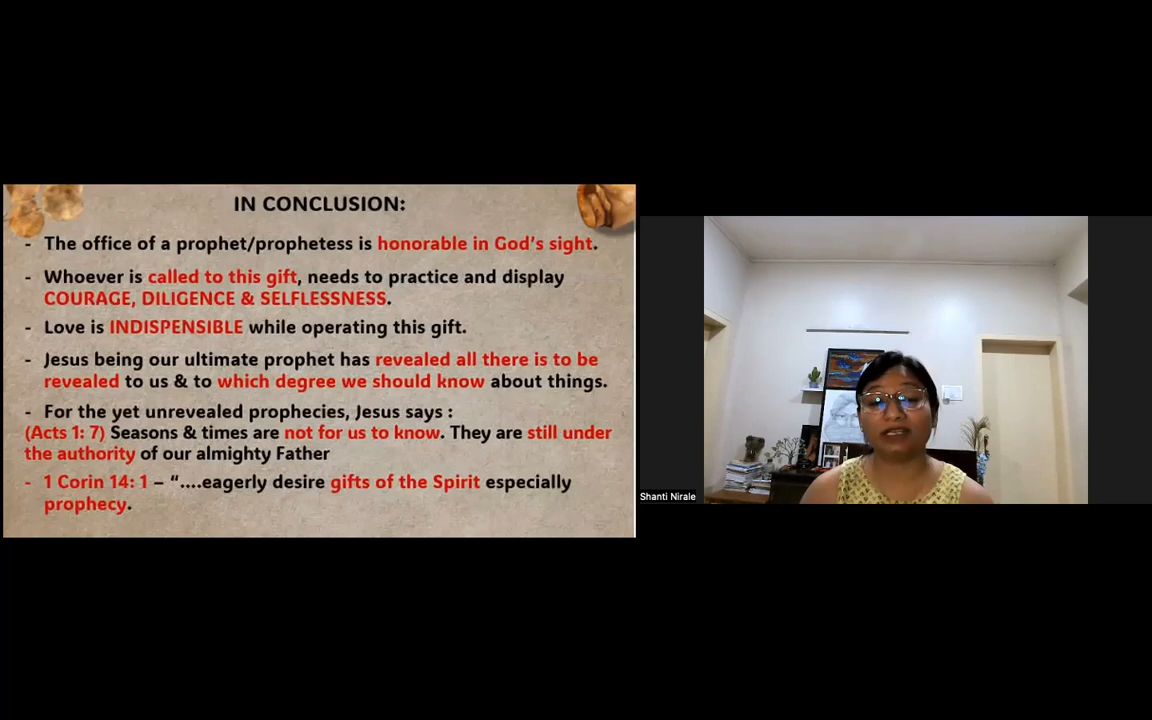 IN CONCLUSION:
- The office of a prophet/prophetess is honorable in God's sight.
- Whoever is called to this gift, needs to practice and display
COURAGE, DILIGENCE & SELFLESSNESS.
- Love is INDISPENSIBLE while operating this gift.
- Jesus being our ultimate prophet has revealed all there is to be
revealed to us & to which degree we should know about things.
- For the yet unrevealed prophecies, Jesus says :
(Acts 1: 7) Seasons & times are not for us to know. They are still under
the authority of our almighty Father
- 1 Corin 14: 1 – “....eagerly desire gifts of the Spirit especially
prophecy.
Shanti Nirale